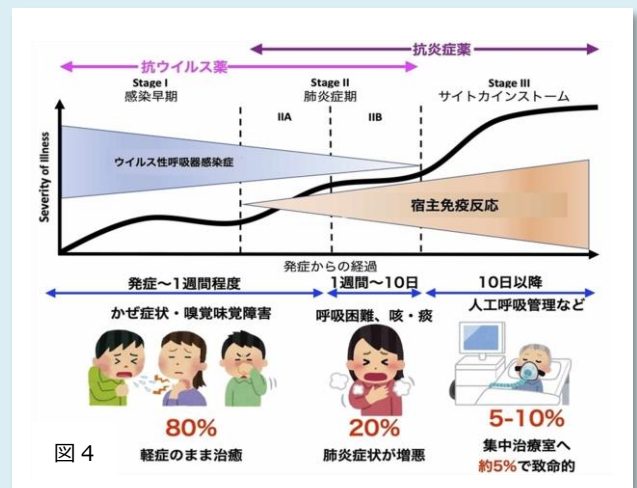 抗炎症薬
抗ウイルス薬
Stage I
感染早期
Stage II
肺炎症期
Stage III
サイトカインストーム
IIA
IIB
Severity of Illness
ウイルス性呼吸器感染症
宿主免疫反応
発症からの経過
発症～1週間程度
1週間～10日
10日以降
かぜ症状・嗅覚味覚障害
呼吸困難、咳・痰
人工呼吸管理など
80%
軽症のまま治癒
20%
肺炎症状が増悪
5-10%
集中治療室へ
約5%で致命的
図４